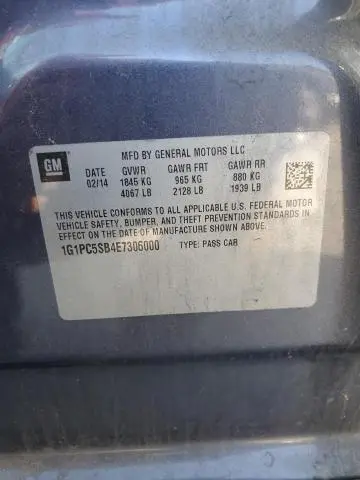 GM
MFD BY GENERAL MOTORS LLC
DATE GVWR GAWR FRT GAWR RR
02/14 1845 KG 965 KG 880 KG
4067 LB 2128 LB 1939 LB
THIS VEHICLE CONFORMS TO ALL APPLICABLE U.S. FEDERAL MOTOR
VEHICLE SAFETY, BUMPER, AND THEFT PREVENTION STANDARDS IN
EFFECT ON THE DATE OF MANUFACTURE SHOWN ABOVE.
1G1PC5SB4E7306000 TYPE: PASS CAR